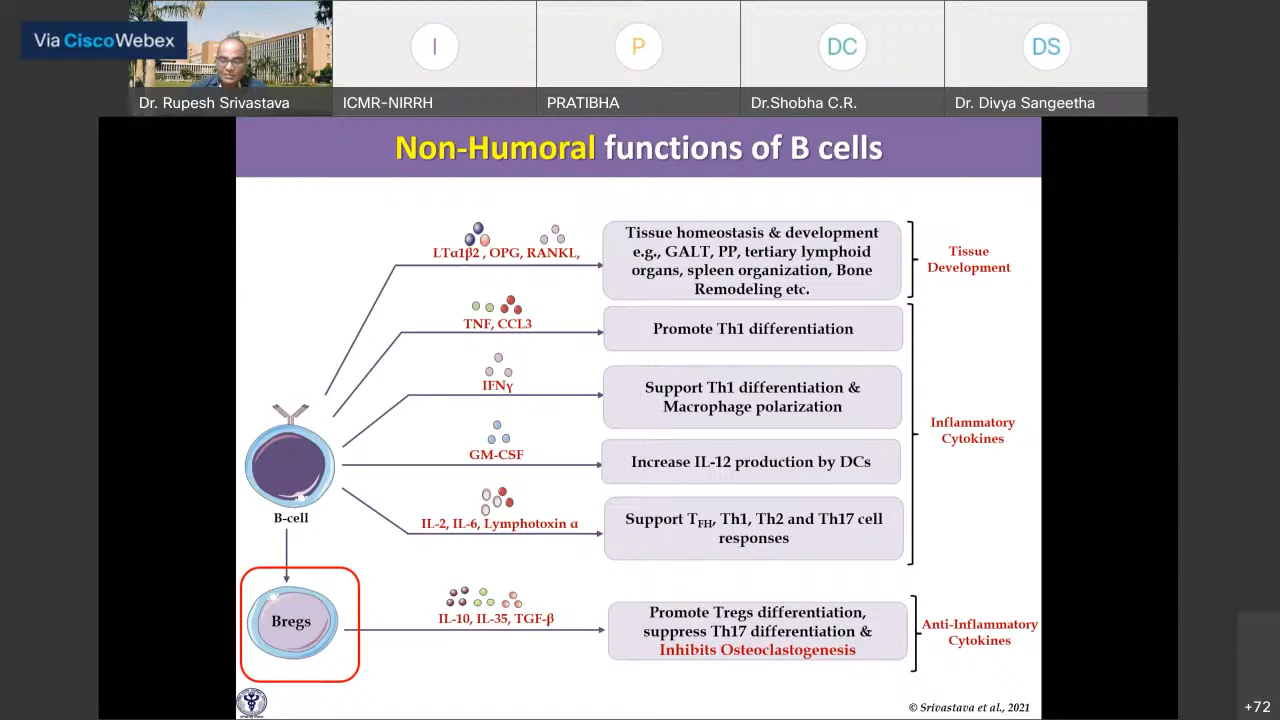 Via Cisco Webex
I
P
DC
DS
Dr. Rupesh Srivastava
ICMR-NIRRH
PRATIBHA
Dr.Shobha C.R.
Dr. Divya Sangeetha
Non-Humoral functions of B cells
LTα1β2 , OPG, RANKL,
Tissue homeostasis & development
e.g., GALT, PP, tertiary lymphoid
organs, spleen organization, Bone
Remodeling etc.
Tissue
Development
TNF, CCL3
Promote Th1 differentiation
IFNγ
Support Th1 differentiation &
Macrophage polarization
Inflammatory
Cytokines
GM-CSF
Increase IL-12 production by DCs
IL-2, IL-6, Lymphotoxin α
Support TFH, Th1, Th2 and Th17 cell
responses
B-cell
Bregs
IL-10, IL-35, TGF-β
Promote Tregs differentiation,
suppress Th17 differentiation &
Inhibits Osteoclastogenesis
Anti-Inflammatory
Cytokines
© Srivastava et al., 2021
+72